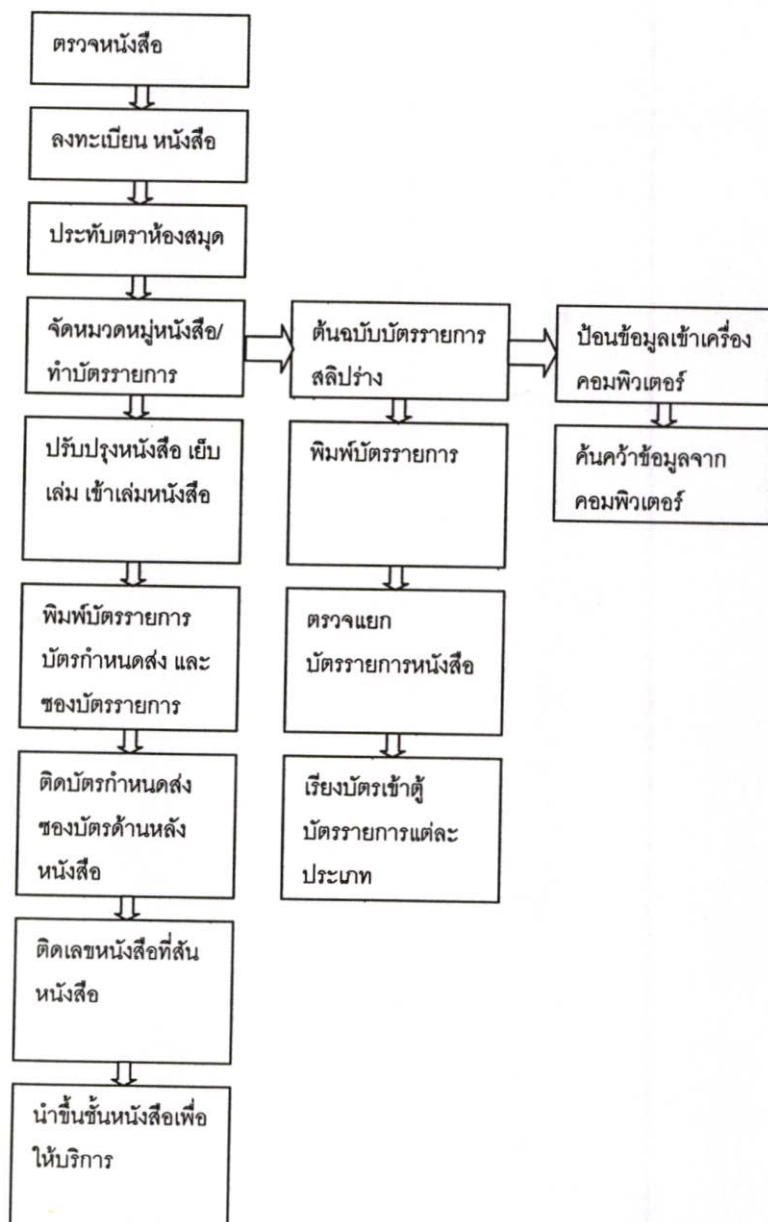 ตรวจหนังสือ
ลงทะเบียน หนังสือ
ประทับตราห้องสมุด
จัดหมวดหมู่หนังสือ/
ทำบัตรรายการ
ปรับปรุงหนังสือ เย็บ
เล่ม เข้าเล่มหนังสือ
พิมพ์บัตรรายการ
บัตรกำหนดส่ง และ
ซองบัตรรายการ
ติดบัตรกำหนดส่ง
ซองบัตรด้านหลัง
หนังสือ
ติดเลขหนังสือที่สัน
หนังสือ
นำขึ้นชั้นหนังสือเพื่อ
ให้บริการ
ต้นฉบับบัตรรายการ
สลิปร่าง
พิมพ์บัตรรายการ
ตรวจแยก
บัตรรายการหนังสือ
เรียงบัตรเข้าตู้
บัตรรายการแต่ละ
ประเภท
ป้อนข้อมูลเข้าเครื่อง
คอมพิวเตอร์
ค้นคว้าข้อมูลจาก
คอมพิวเตอร์